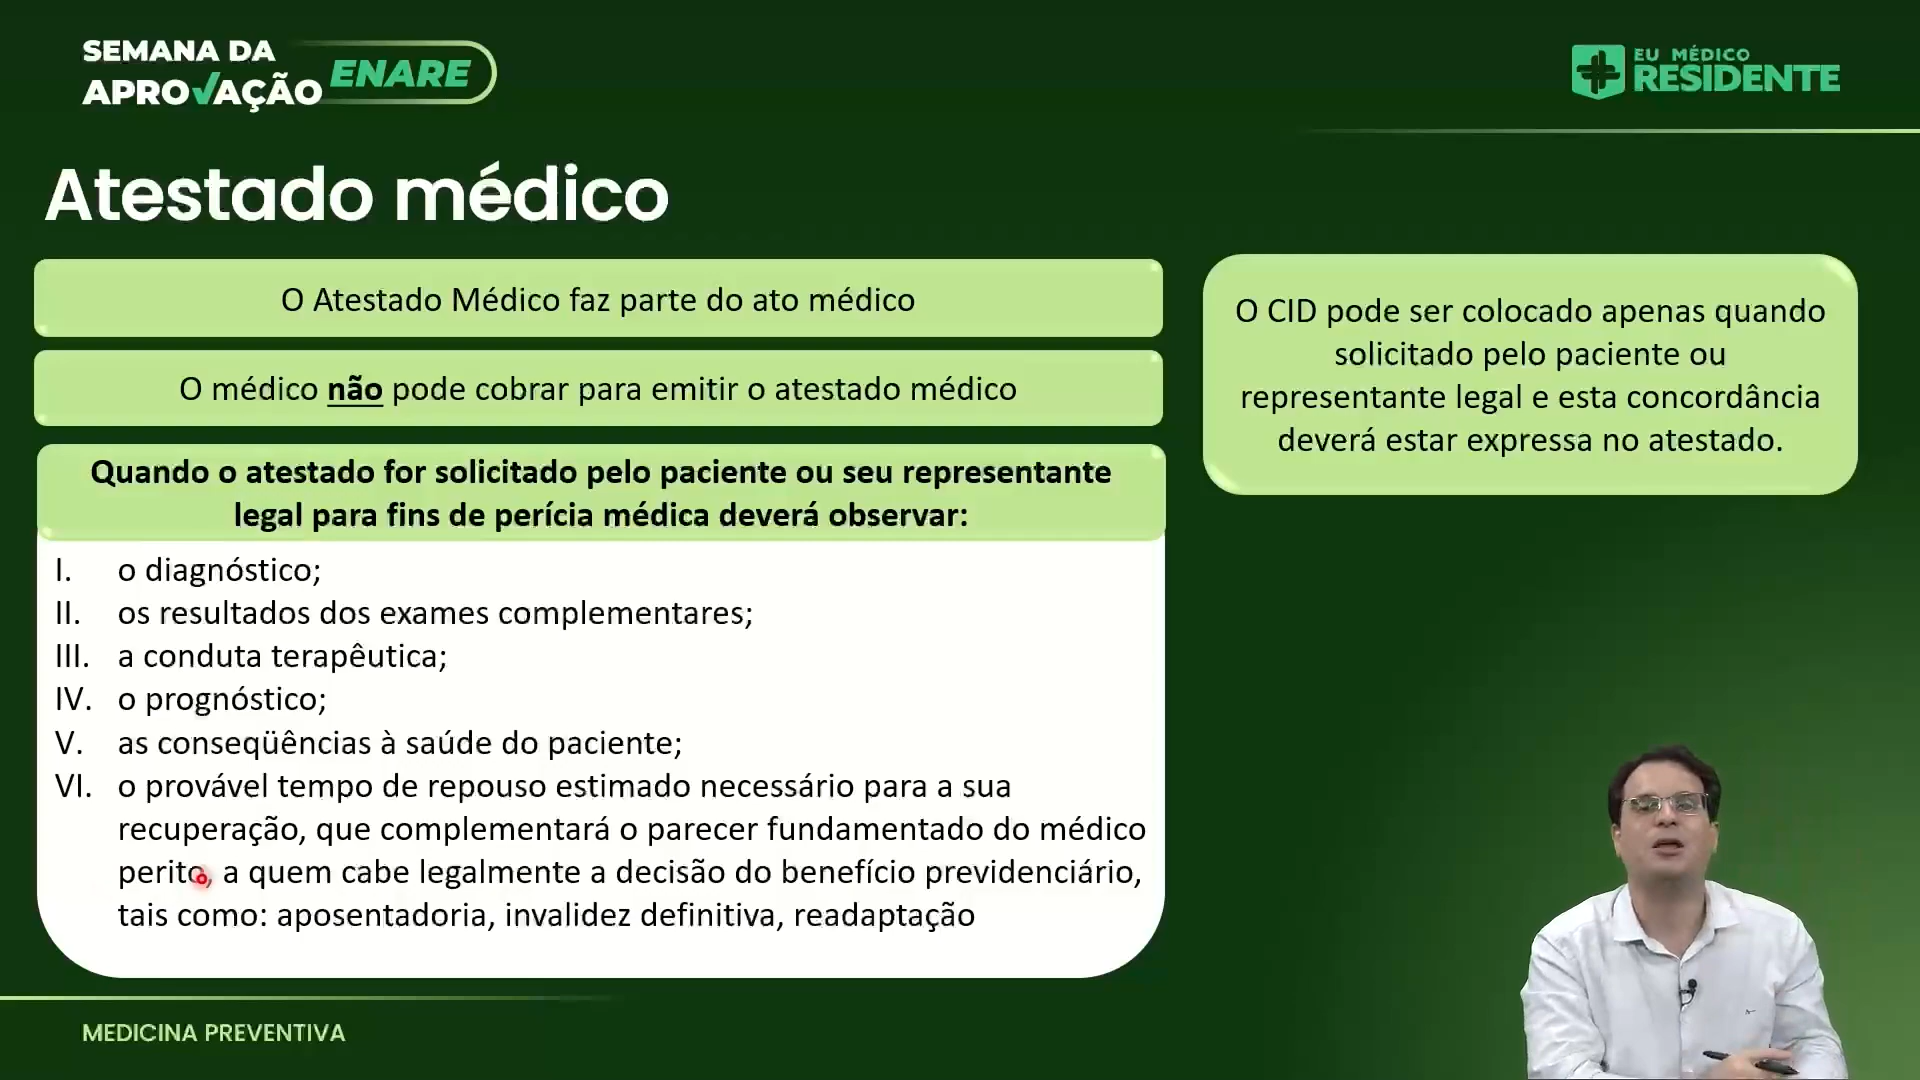 SEMANA DA
APROVAÇÃO ENARE
EU MÉDICO
RESIDENTE
Atestado médico
O Atestado Médico faz parte do ato médico
O médico não pode cobrar para emitir o atestado médico
Quando o atestado for solicitado pelo paciente ou seu representante
legal para fins de perícia médica deverá observar:
I. o diagnóstico;
II. os resultados dos exames complementares;
III. a conduta terapêutica;
IV. o prognóstico;
V. as conseqüências à saúde do paciente;
VI. o provável tempo de repouso estimado necessário para a sua
recuperação, que complementará o parecer fundamentado do médico
perito, a quem cabe legalmente a decisão do benefício previdenciário,
tais como: aposentadoria, invalidez definitiva, readaptação
O CID pode ser colocado apenas quando
solicitado pelo paciente ou
representante legal e esta concordância
deverá estar expressa no atestado.
MEDICINA PREVENTIVA